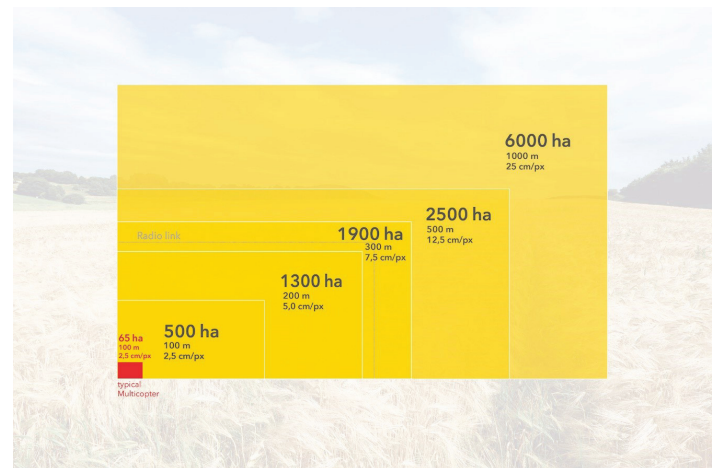 6000 ha
1000 m
25 cm/px
2500 ha
500 m
12,5 cm/px
Radio link
1900 ha
300 m
7,5 cm/px
1300 ha
200 m
5,0 cm/px
500 ha
100 m
2,5 cm/px
65 ha
100 m
2,5 cm/px
typical
Multicopter